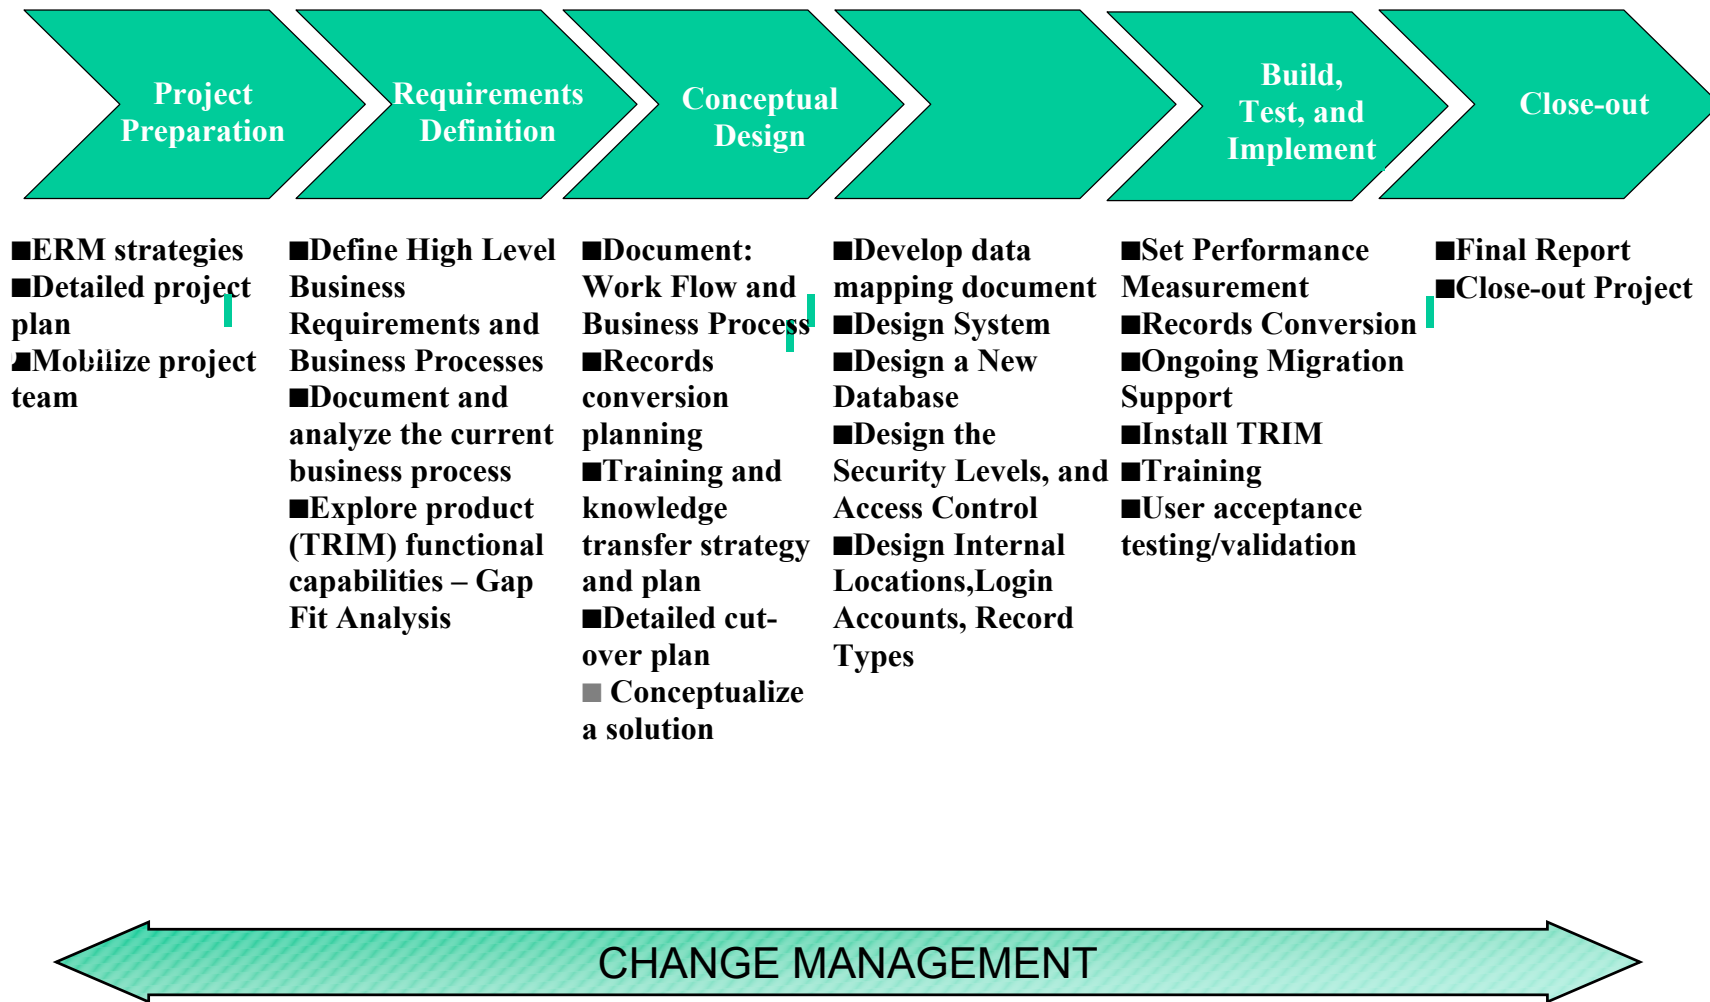 Project
Preparation
Requirements
Definition
Conceptual
Design
Build,
Test, and
Implement
Close-out
■ERM strategies
■Detailed project
plan
■Mobilize project
team
■Define High Level
Business
Requirements and
Business Processes
■Document and
analyze the current
business process
■Explore product
(TRIM) functional
capabilities – Gap
Fit Analysis
■Document:
Work Flow and
Business Process
■Records
conversion
planning
■Training and
knowledge
transfer strategy
and plan
■Detailed cut-
over plan
■ Conceptualize
a solution
■Develop data
mapping document
■Design System
■Design a New
Database
■Design the
Security Levels, and
Access Control
■Design Internal
Locations,Login
Accounts, Record
Types
■Set Performance
Measurement
■Records Conversion
■Ongoing Migration
Support
■Install TRIM
■Training
■User acceptance
testing/validation
■Final Report
■Close-out Project
CHANGE MANAGEMENT